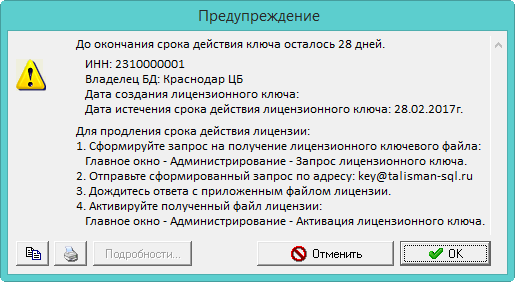 Предупреждение
До окончания срока действия ключа осталось 28 дней.
ИНН: 2310000001
Владелец БД: Краснодар ЦБ
Дата создания лицензионного ключа:
Дата истечения срока действия лицензионного ключа: 28.02.2017г.
Для продления срока действия лицензии:
1. Сформируйте запрос на получение лицензионного ключевого файла:
Главное окно - Администрирование - Запрос лицензионного ключа.
2. Отправьте сформированный запрос по адресу: key@talisman-sql.ru
3. Дождитесь ответа с приложенным файлом лицензии.
4. Активируйте полученный файл лицензии:
Главное окно - Администрирование - Активация лицензионного ключа.
Подробности... Отменить OK